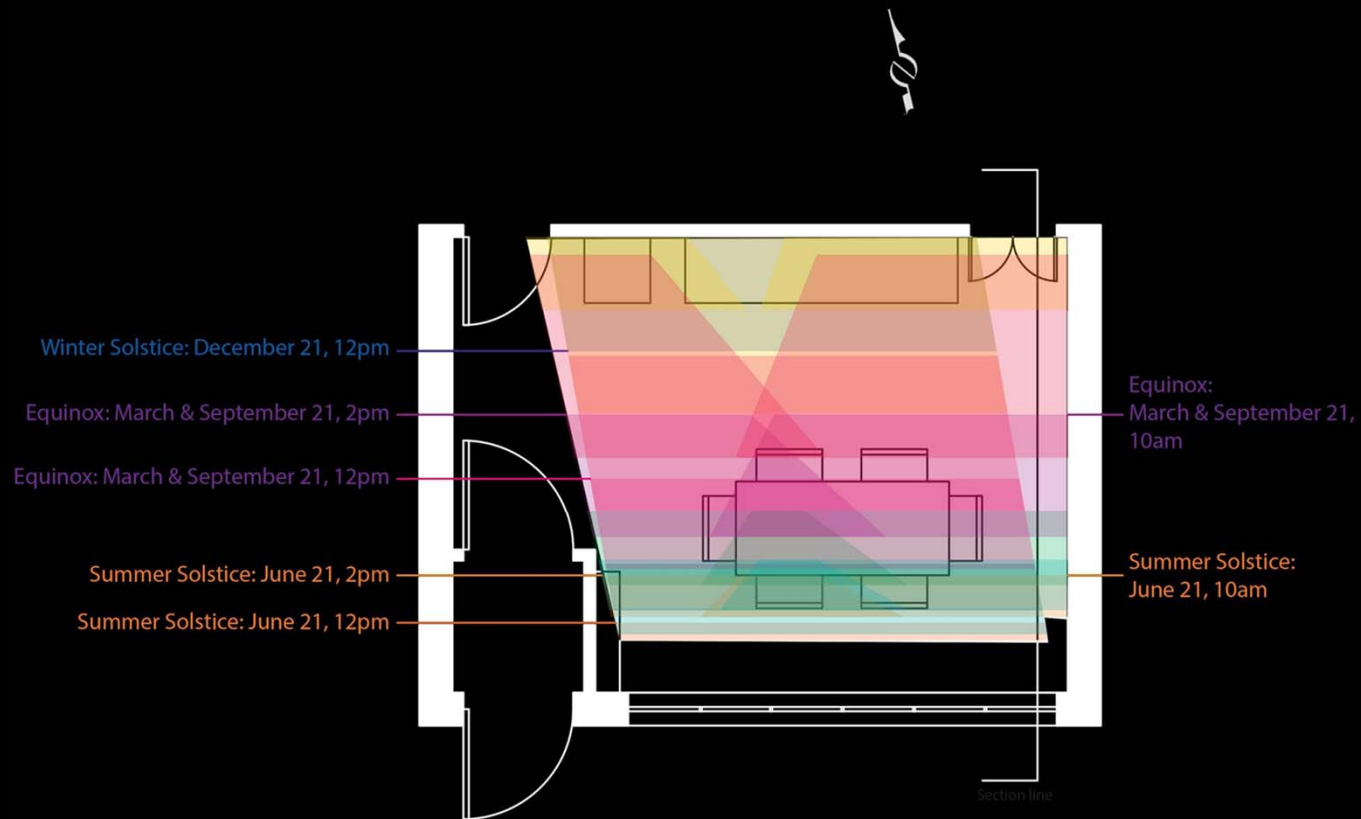 Winter Solstice: December 21, 12pm
Equinox: March & September 21, 2pm
Equinox: March & September 21, 12pm
Summer Solstice: June 21, 2pm
Summer Solstice: June 21, 12pm
Equinox:
March & September 21,
10am
Summer Solstice:
June 21, 10am
Section line